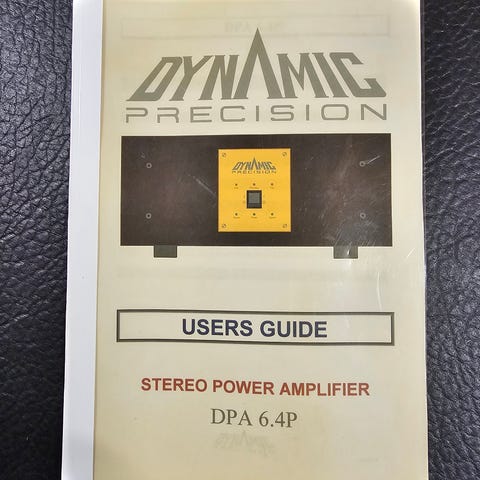 DYNAMIC
PRECISION
DYNAMIC
PRECISION
USERS GUIDE
STEREO POWER AMPLIFIER
DPA 6.4P